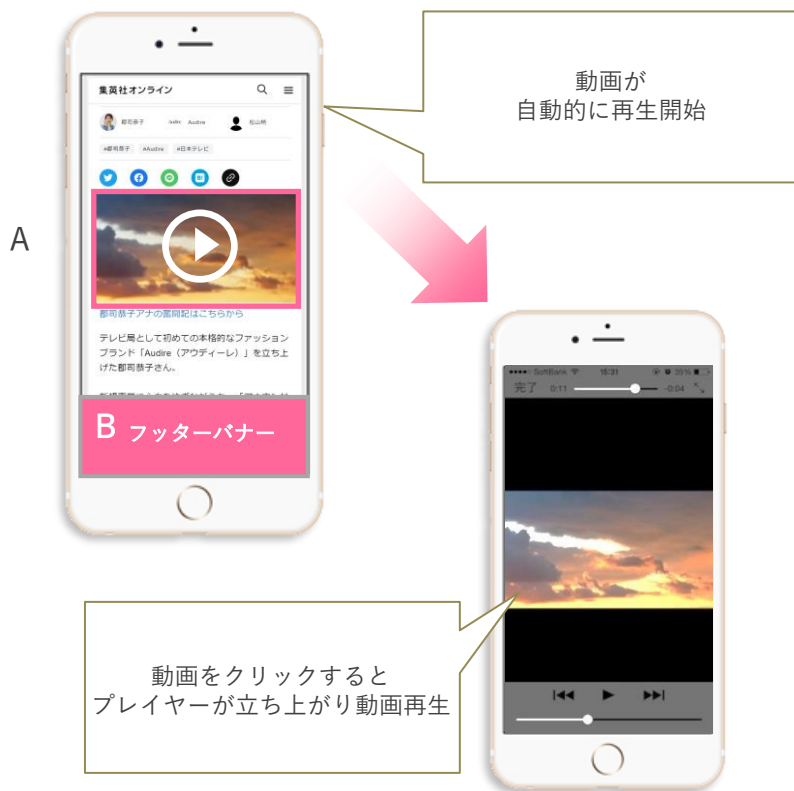 動画が
自動的に再生開始
集英社オンライン
郡司恭子
Audire
松山梢
#郡司恭子 #Audire #日本テレビ
A
郡司恭子アナの奮闘記はこちらから
テレビ局として初めての本格的なファッション
ブランド「Audire（アウディーレ）」を立ち上
げた郡司恭子さん。
B フッターバナー
SoftBank 15:31 35%
完了 0:11 -0:04
動画をクリックすると
プレイヤーが立ち上がり動画再生